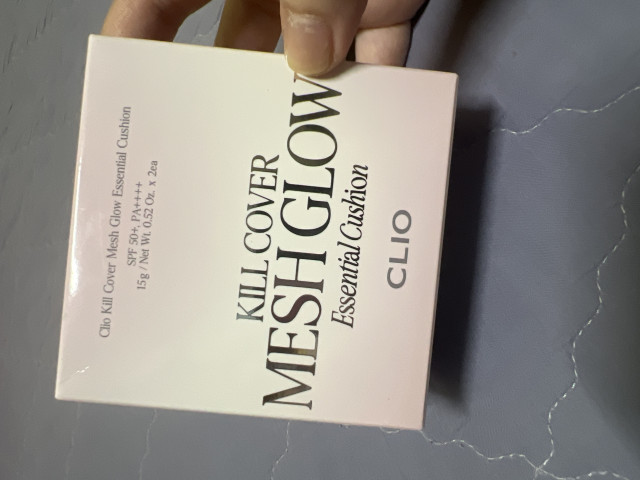 Clio Kill Cover Mesh Glow Essential Cushion
SPF 50+, PA++++
15g / Net Wt. 0.52 Oz. x 2ea
KILL COVER
MESH GLOW
Essential Cushion
CLIO